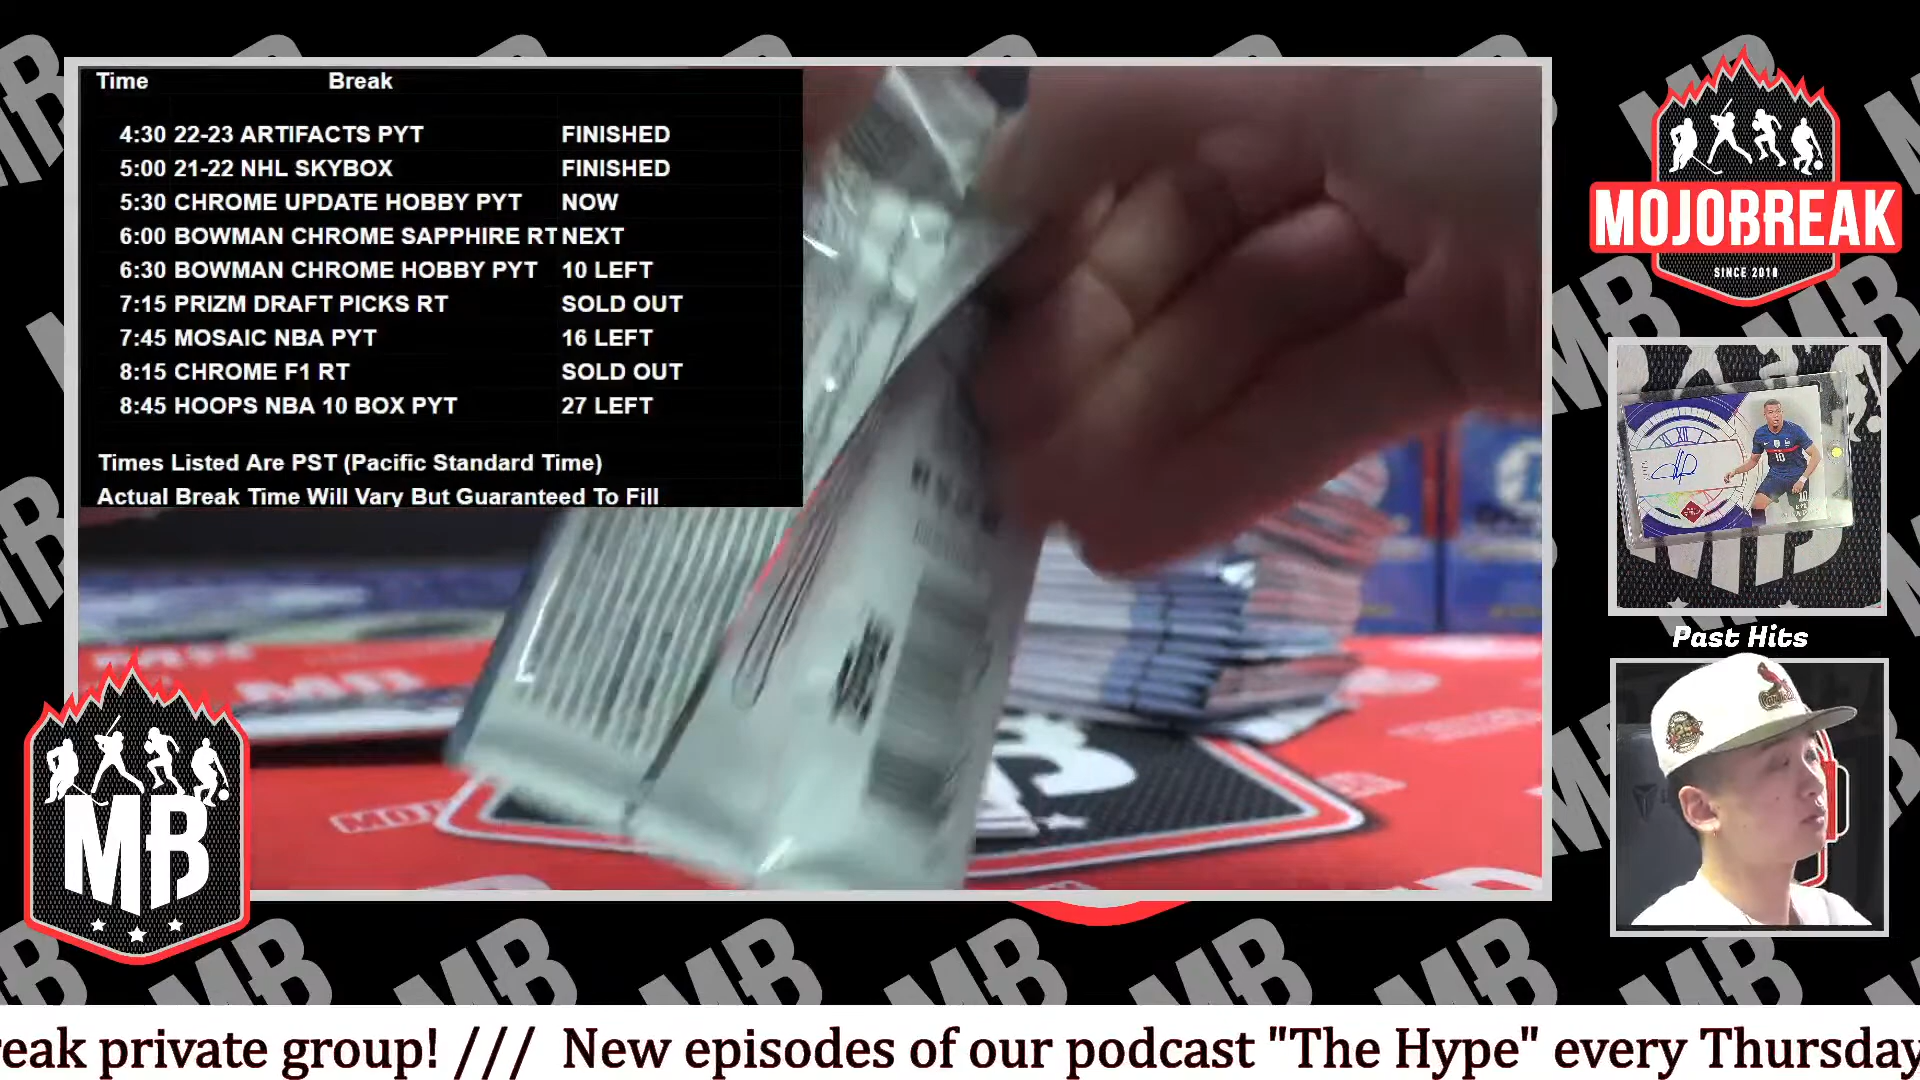 Time Break
4:30 22-23 ARTIFACTS PYT FINISHED
5:00 21-22 NHL SKYBOX FINISHED
5:30 CHROME UPDATE HOBBY PYT NOW
6:00 BOWMAN CHROME SAPPHIRE RT NEXT
6:30 BOWMAN CHROME HOBBY PYT 10 LEFT
7:15 PRIZM DRAFT PICKS RT SOLD OUT
7:45 MOSAIC NBA PYT 16 LEFT
8:15 CHROME F1 RT SOLD OUT
8:45 HOOPS NBA 10 BOX PYT 27 LEFT
Times Listed Are PST (Pacific Standard Time)
Actual Break Time Will Vary But Guaranteed To Fill
MOJOBREAK
SINCE 2010
Past Hits
Cardinals
MB
eak private group! /// New episodes of our podcast "The Hype" every Thursday